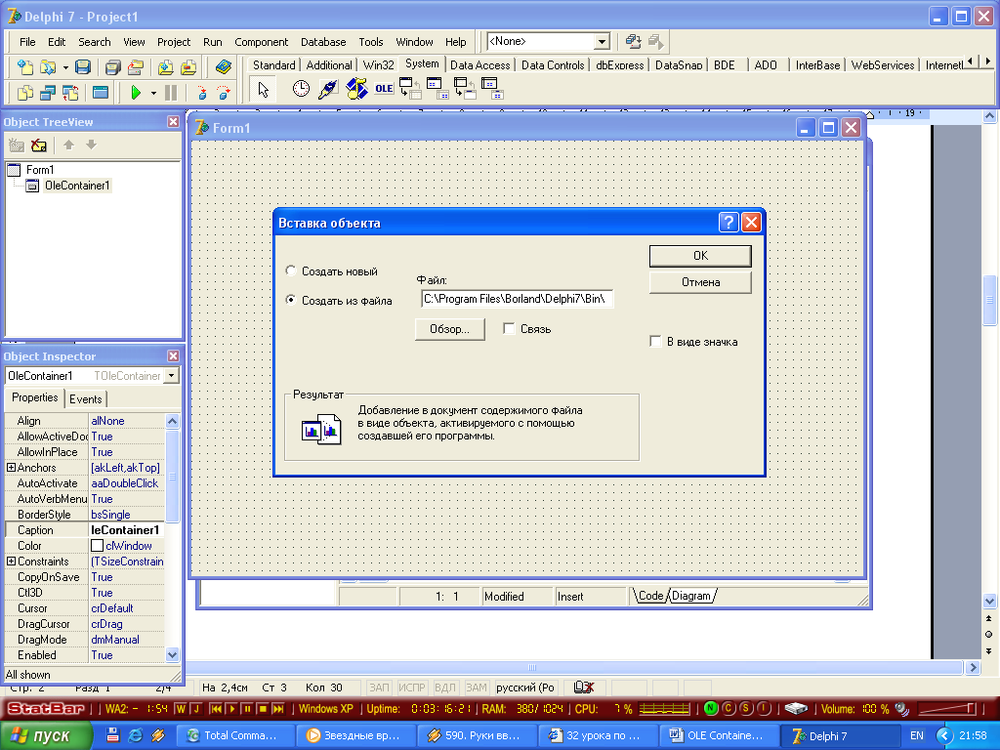 Delphi 7 - Project1
File Edit Search View Project Run Component Database Tools Window Help
<None>
Standard Additional Win32 System Data Access Data Controls dbExpress DataSnap BDE ADO InterBase WebServices Internet
OLE
Object TreeView
Form1
OleContainer1
Form1
19
Вставка объекта
Создать новый
Создать из файла
Файл:
C:\Program Files\Borland\Delphi7\Bin\
Обзор...
Связь
OK
Отмена
В виде значка
Результат
Добавление в документ содержимого файла
в виде объекта, активируемого с помощью
создавшей его программы.
Object Inspector
OleContainer1 TOleContainer
Properties Events
Align alNone
AllowActiveDoc True
AllowInPlace True
Anchors [akLeft,akTop]
AutoActivate aaDoubleClick
AutoVerbMenu True
BorderStyle bsSingle
Caption leContainer1
Color clWindow
Constraints (TSizeConstrain
CopyOnSave True
Ctl3D True
Cursor crDefault
DragCursor crDrag
DragMode dmManual
Enabled True
All shown
1: 1 Modified Insert Code Diagram
Стр. 2 Разд 1 2/4 На 2,4см Ст 3 Кол 30 ЗАП ИСПР ВДЛ ЗАМ русский (Ро
StatBar WA2: - 1:54 W J Windows XP Uptime: 0:03:16:21 380/1024 CPU: 7 % N C S I Volume: 100 %
пуск Total Comma... Звездные вр... 590. Руки вв... 32 урока по ... OLE Containe... Delphi 7 EN 21:58